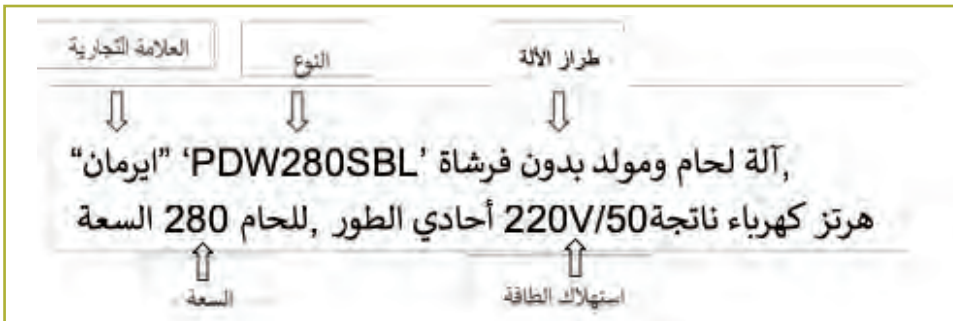 طراز الألة النوع العلامة التجارية
آلة لحام ومولد بدون فرشاة ‘PDW280SBL’ “ايرمان”,
هرتز كهرباء ناتجة220V/50 أحادي الطور ,للحام 280 السعة
استهلاك الطاقة السعة